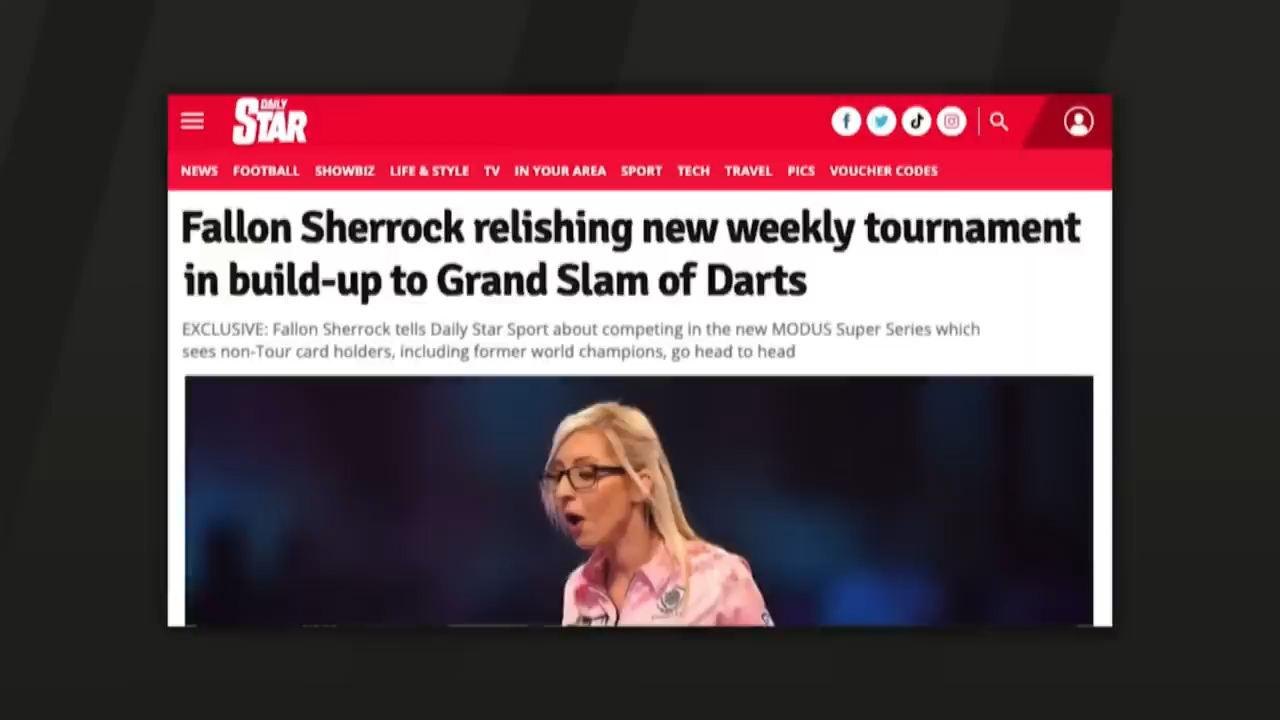 DAILY
STAR
NEWS FOOTBALL SHOWBIZ LIFE & STYLE TV IN YOUR AREA SPORT TECH TRAVEL PICS VOUCHER CODES
Fallon Sherrock relishing new weekly tournament
in build-up to Grand Slam of Darts
EXCLUSIVE: Fallon Sherrock tells Daily Star Sport about competing in the new MODUS Super Series which
sees non-Tour card holders, including former world champions, go head to head